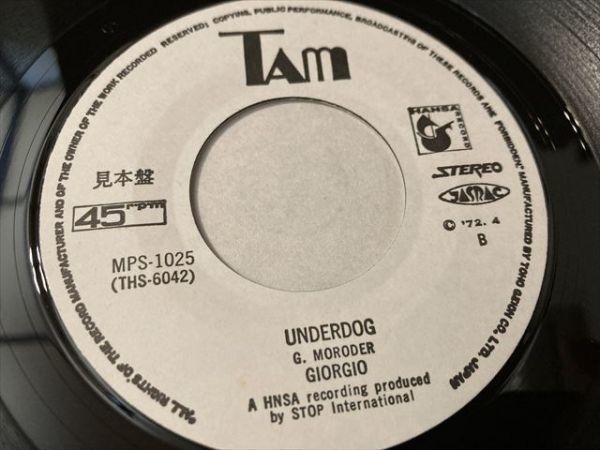 "ALL RIGHTS OF THE RECORD MANUFACTURER AND OF THE OWNER OF THE WORK RECORDED RESERVED: COPYING, PUBLIC PERFORMANCE, BROADCASTING OF THESE RECORD ARE FORBIDDEN." MANUFACTURED BY TOHO GEION CO. LTD. JAPAN
TAM
HANSA
RECORD
見本盤
STEREO
45 rpm
JASRAC
© '72. 4
B
MPS-1025
(THS-6042)
UNDERDOG
G. MORODER
GIORGIO
A HNSA recording produced
by STOP International